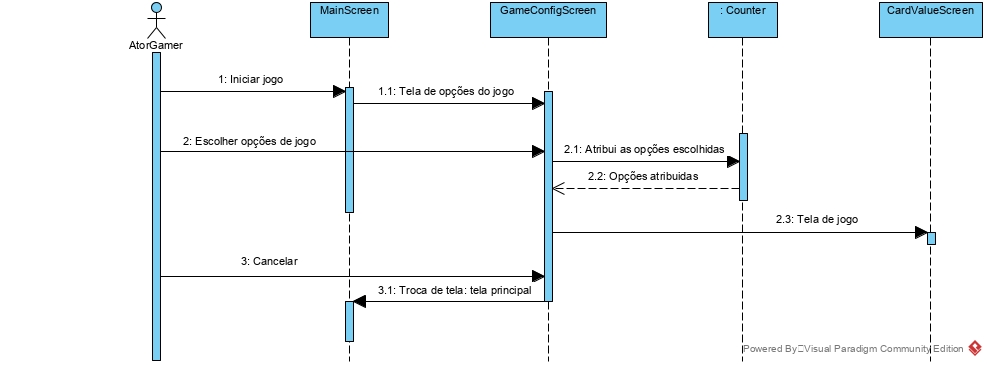 MainScreen
GameConfigScreen
: Counter
CardValueScreen
AtorGamer
1: Iniciar jogo
1.1: Tela de opções do jogo
2: Escolher opções de jogo
2.1: Atribui as opções escolhidas
2.2: Opções atribuidas
2.3: Tela de jogo
3: Cancelar
3.1: Troca de tela: tela principal
Powered By Visual Paradigm Community Edition